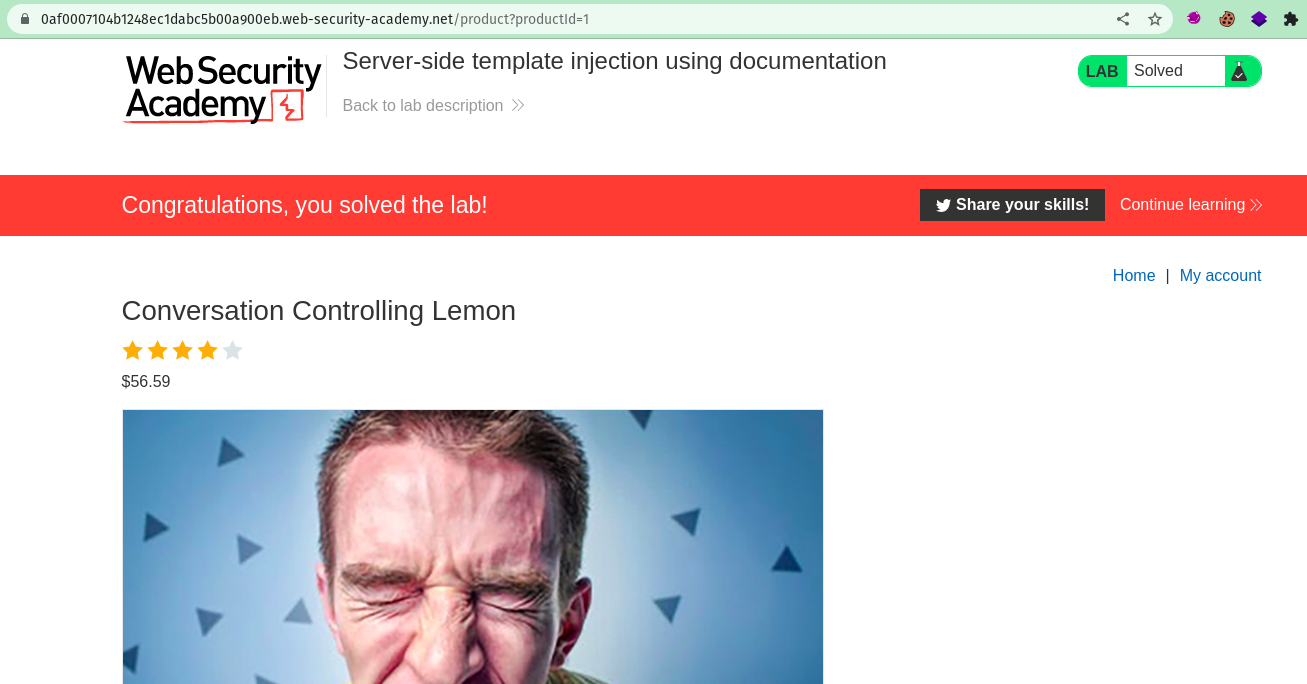 0af0007104b1248ec1dabc5b00a900eb.web-security-academy.net/product?productId=1
Web Security
Academy
Server-side template injection using documentation
Back to lab description
LAB Solved
Congratulations, you solved the lab!
Share your skills!
Continue learning
Home | My account
Conversation Controlling Lemon
$56.59